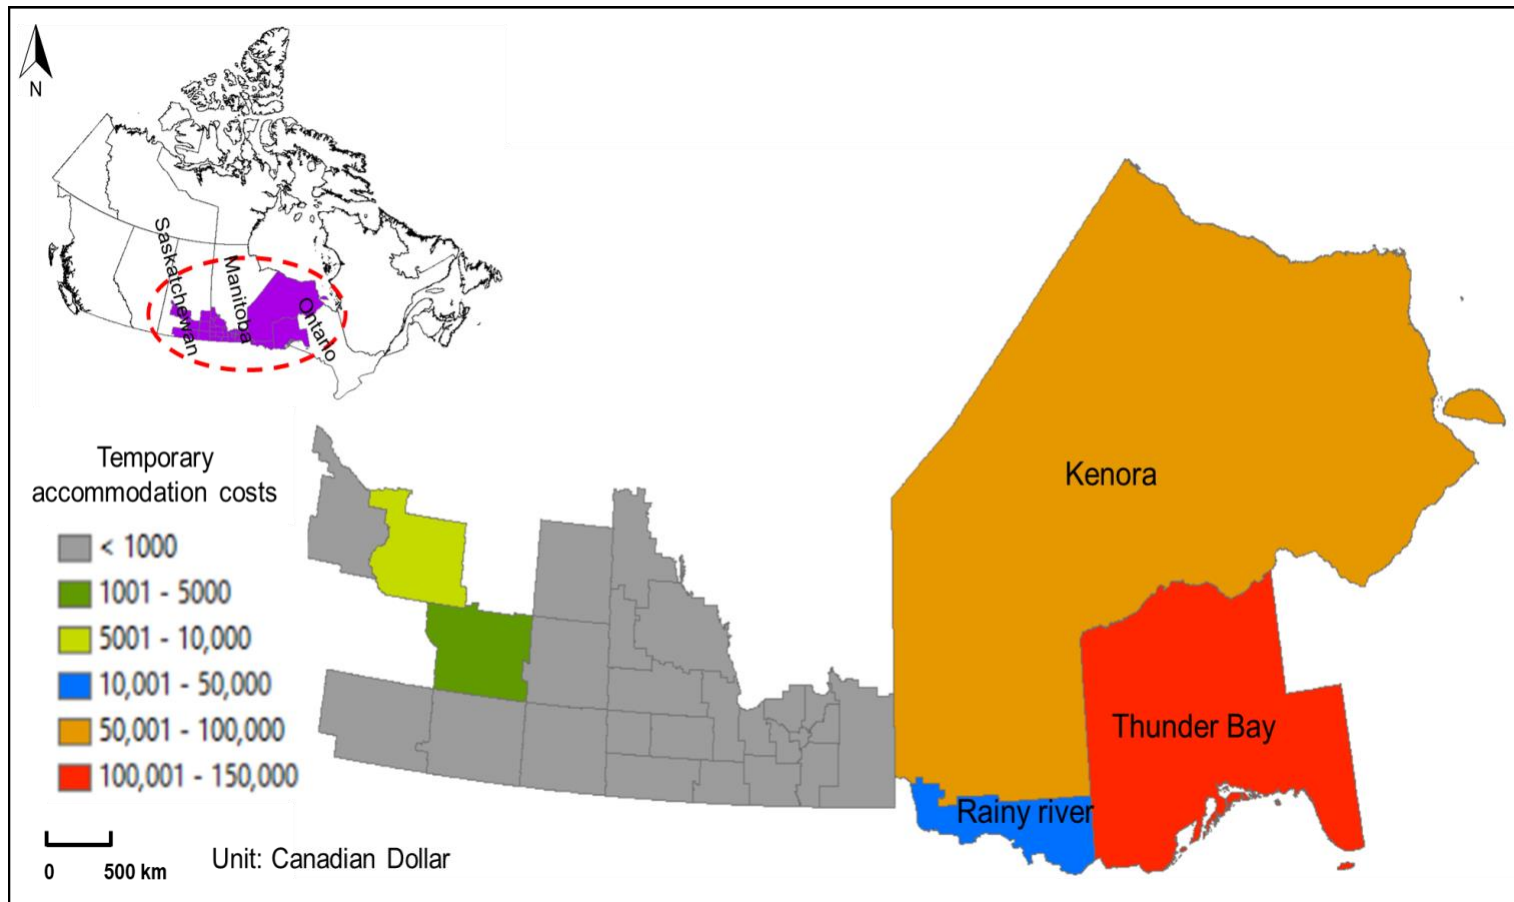 N
Saskatchewan
Manitoba
Ontario
Temporary
accommodation costs
< 1000
1001 - 5000
5001 - 10,000
10,001 - 50,000
50,001 - 100,000
100,001 - 150,000
0 500 km
Unit: Canadian Dollar
Kenora
Thunder Bay
Rainy river